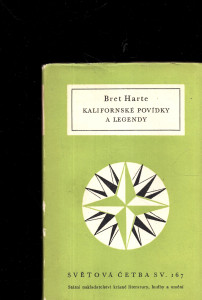 Bret Harte
KALIFORNSKÉ POVÍDKY
A LEGENDY
SVĚTOVÁ ČETBA SV. 167
Státní nakladatelství krásné literatury, hudby a umění